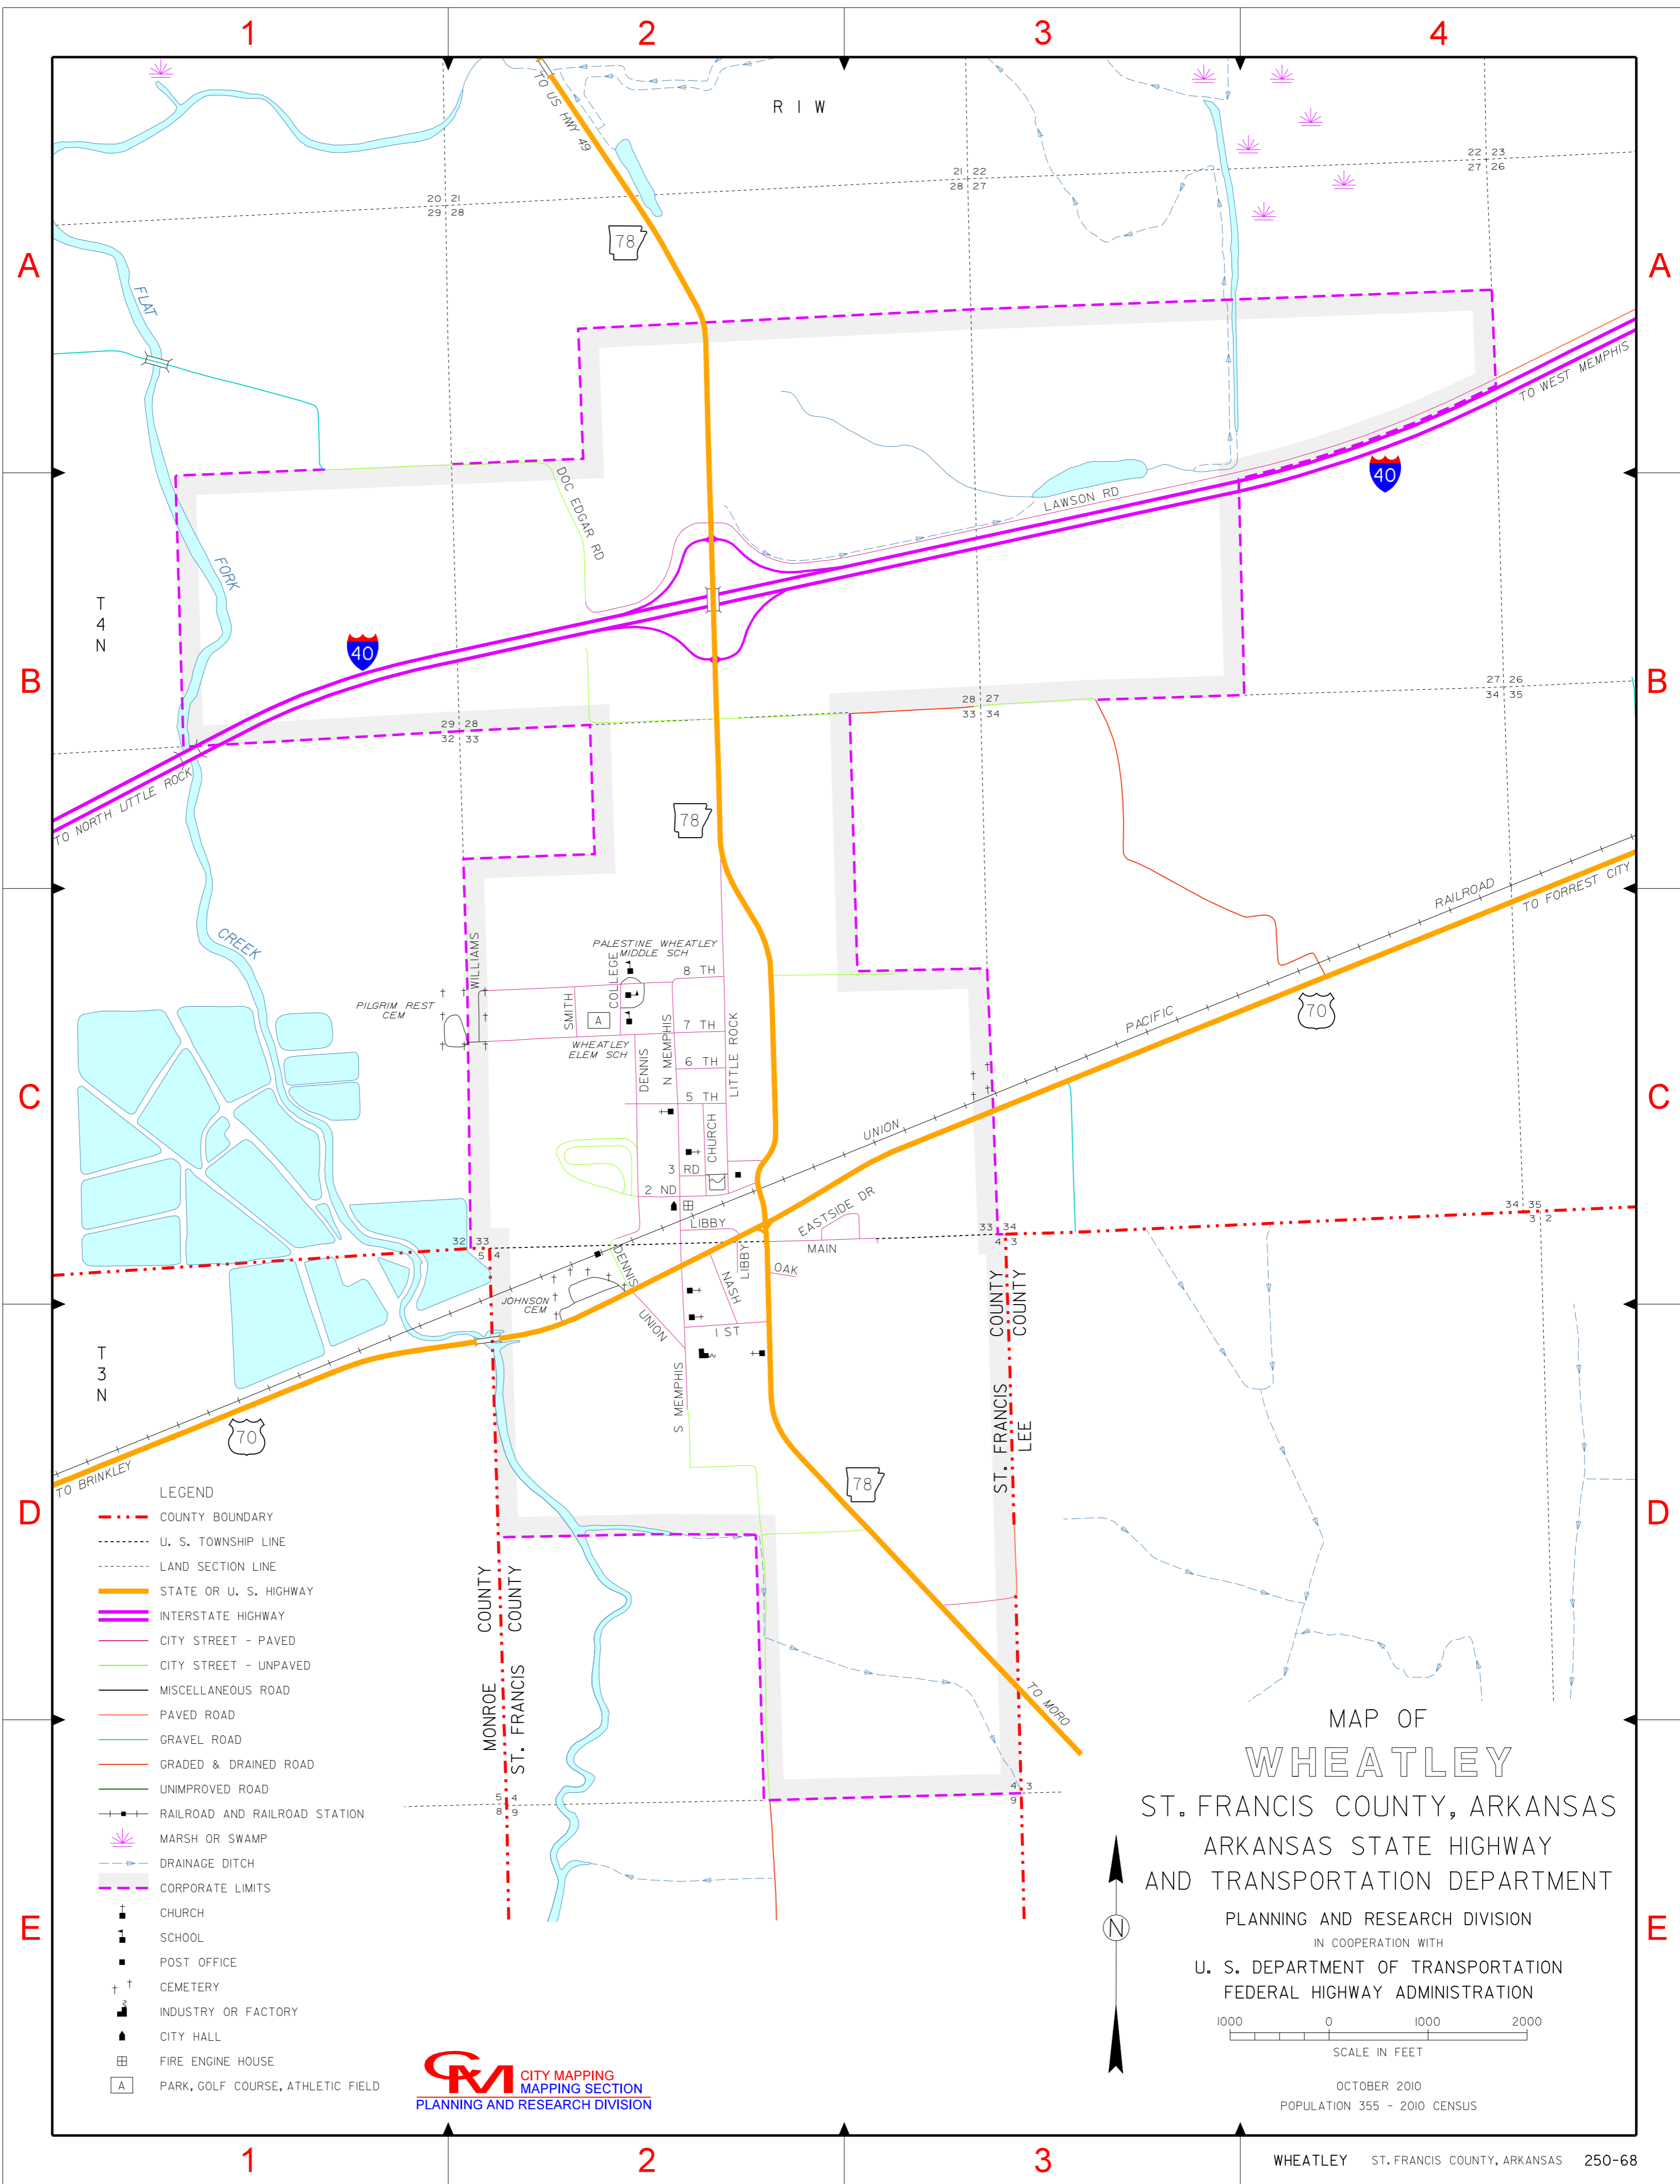 1 2 3 4
A
B
C
D
E
A
B
C
D
E
R I W
TO US HWY 49
78
20 21
29 28
21 22
28 27
22 23
27 26
FLAT
FORK
CREEK
TO WEST MEMPHIS
40
LAWSON RD
DOC EDGAR RD
T
4
N
40
TO NORTH LITTLE ROCK
29 28
32 33
28 27
33 34
27 26
34 35
78
RAILROAD
TO FORREST CITY
PACIFIC
UNION
70
WILLIAMS
PALESTINE WHEATLEY
MIDDLE SCH
COLLEGE
8 TH
PILGRIM REST
CEM
SMITH
A
7 TH
WHEATLEY
ELEM SCH
DENNIS
N MEMPHIS
LITTLE ROCK
6 TH
5 TH
CHURCH
3 RD
2 ND
LIBBY
EASTSIDE DR
MAIN
32 33
5 4
33 34
4 3
34 35
3 2
DENNIS
NASH
LIBBY
OAK
JOHNSON
CEM
UNION
1 ST
S MEMPHIS
COUNTY
COUNTY
ST. FRANCIS
LEE
T
3
N
70
TO BRINKLEY
78
TO MORO
COUNTY
COUNTY
MONROE
ST. FRANCIS
5 4
8 9
4 3
9
LEGEND
COUNTY BOUNDARY
U. S. TOWNSHIP LINE
LAND SECTION LINE
STATE OR U. S. HIGHWAY
INTERSTATE HIGHWAY
CITY STREET - PAVED
CITY STREET - UNPAVED
MISCELLANEOUS ROAD
PAVED ROAD
GRAVEL ROAD
GRADED & DRAINED ROAD
UNIMPROVED ROAD
RAILROAD AND RAILROAD STATION
MARSH OR SWAMP
DRAINAGE DITCH
CORPORATE LIMITS
CHURCH
SCHOOL
POST OFFICE
CEMETERY
INDUSTRY OR FACTORY
CITY HALL
FIRE ENGINE HOUSE
A PARK, GOLF COURSE, ATHLETIC FIELD
CM
CITY MAPPING
MAPPING SECTION
PLANNING AND RESEARCH DIVISION
MAP OF
WHEATLEY
ST. FRANCIS COUNTY, ARKANSAS
ARKANSAS STATE HIGHWAY
AND TRANSPORTATION DEPARTMENT
PLANNING AND RESEARCH DIVISION
IN COOPERATION WITH
U. S. DEPARTMENT OF TRANSPORTATION
FEDERAL HIGHWAY ADMINISTRATION
N
1000 0 1000 2000
SCALE IN FEET
OCTOBER 2010
POPULATION 355 - 2010 CENSUS
1 2 3
WHEATLEY ST. FRANCIS COUNTY, ARKANSAS 250-68